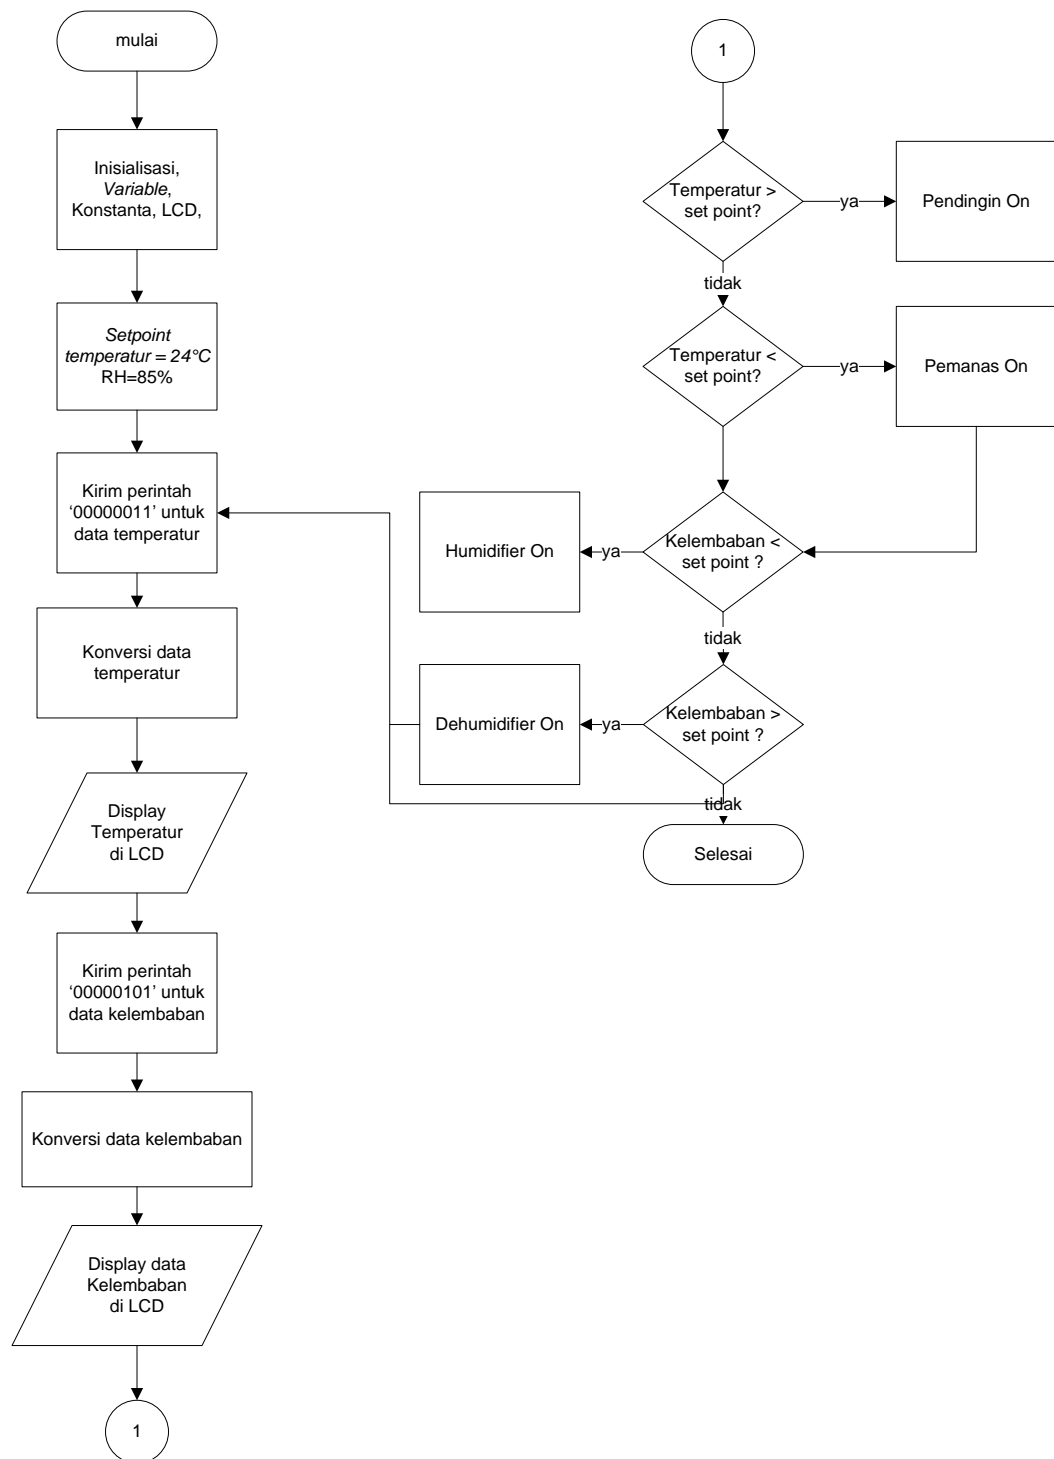 mulai
Inisialisasi,
Variable,
Konstanta, LCD,
Setpoint
temperatur = 24°C
RH=85%
Kirim perintah
‘00000011’ untuk
data temperatur
Konversi data
temperatur
Display
Temperatur
di LCD
Kirim perintah
‘00000101’ untuk
data kelembaban
Konversi data kelembaban
Display data
Kelembaban
di LCD
1
1
Temperatur >
set point?
ya
Pendingin On
tidak
Temperatur <
set point?
ya
Pemanas On
Kelembaban <
set point ?
ya
Humidifier On
tidak
Kelembaban >
set point ?
ya
Dehumidifier On
tidak
Selesai